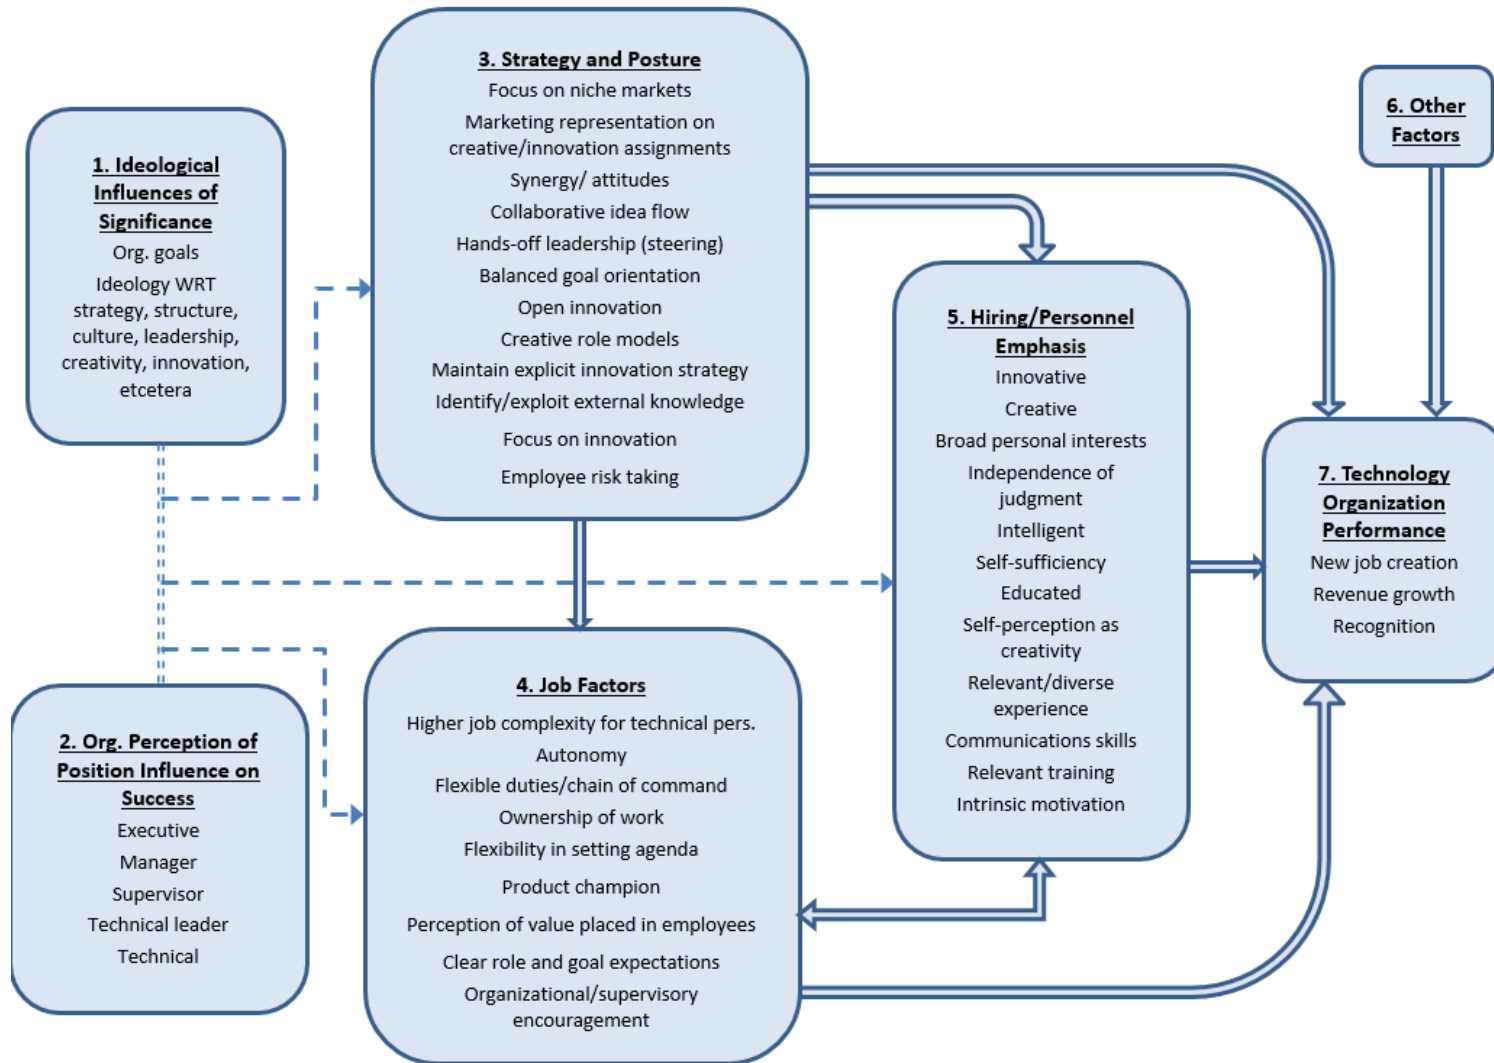 1. Ideological
Influences of
Significance
Org. goals
Ideology WRT
strategy, structure,
culture, leadership,
creativity, innovation,
etcetera
2. Org. Perception of
Position Influence on
Success
Executive
Manager
Supervisor
Technical leader
Technical
3. Strategy and Posture
Focus on niche markets
Marketing representation on
creative/innovation assignments
Synergy/ attitudes
Collaborative idea flow
Hands-off leadership (steering)
Balanced goal orientation
Open innovation
Creative role models
Maintain explicit innovation strategy
Identify/exploit external knowledge
Focus on innovation
Employee risk taking
4. Job Factors
Higher job complexity for technical pers.
Autonomy
Flexible duties/chain of command
Ownership of work
Flexibility in setting agenda
Product champion
Perception of value placed in employees
Clear role and goal expectations
Organizational/supervisory
encouragement
5. Hiring/Personnel
Emphasis
Innovative
Creative
Broad personal interests
Independence of
judgment
Intelligent
Self-sufficiency
Educated
Self-perception as
creativity
Relevant/diverse
experience
Communications skills
Relevant training
Intrinsic motivation
6. Other
Factors
7. Technology
Organization
Performance
New job creation
Revenue growth
Recognition